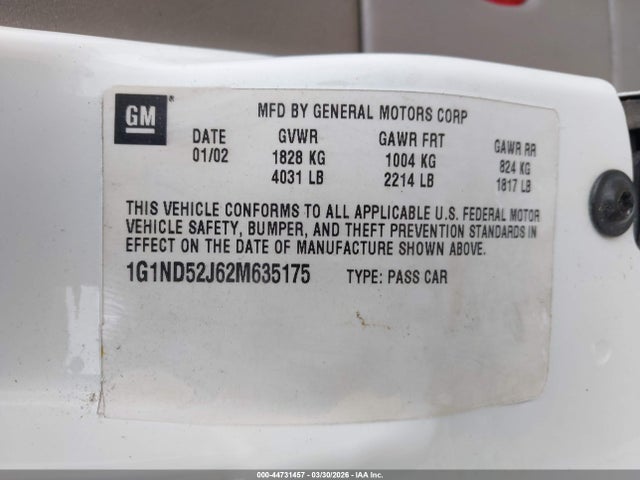 GM ®
MFD BY GENERAL MOTORS CORP
DATE GVWR GAWR FRT GAWR RR
01/02 1828 KG 1004 KG 824 KG
4031 LB 2214 LB 1817 LB
THIS VEHICLE CONFORMS TO ALL APPLICABLE U.S. FEDERAL MOTOR
VEHICLE SAFETY, BUMPER, AND THEFT PREVENTION STANDARDS IN
EFFECT ON THE DATE OF MANUFACTURE SHOWN ABOVE.
1G1ND52J62M635175 TYPE: PASS CAR
000-44731457 - 03/30/2026 - IAA Inc.